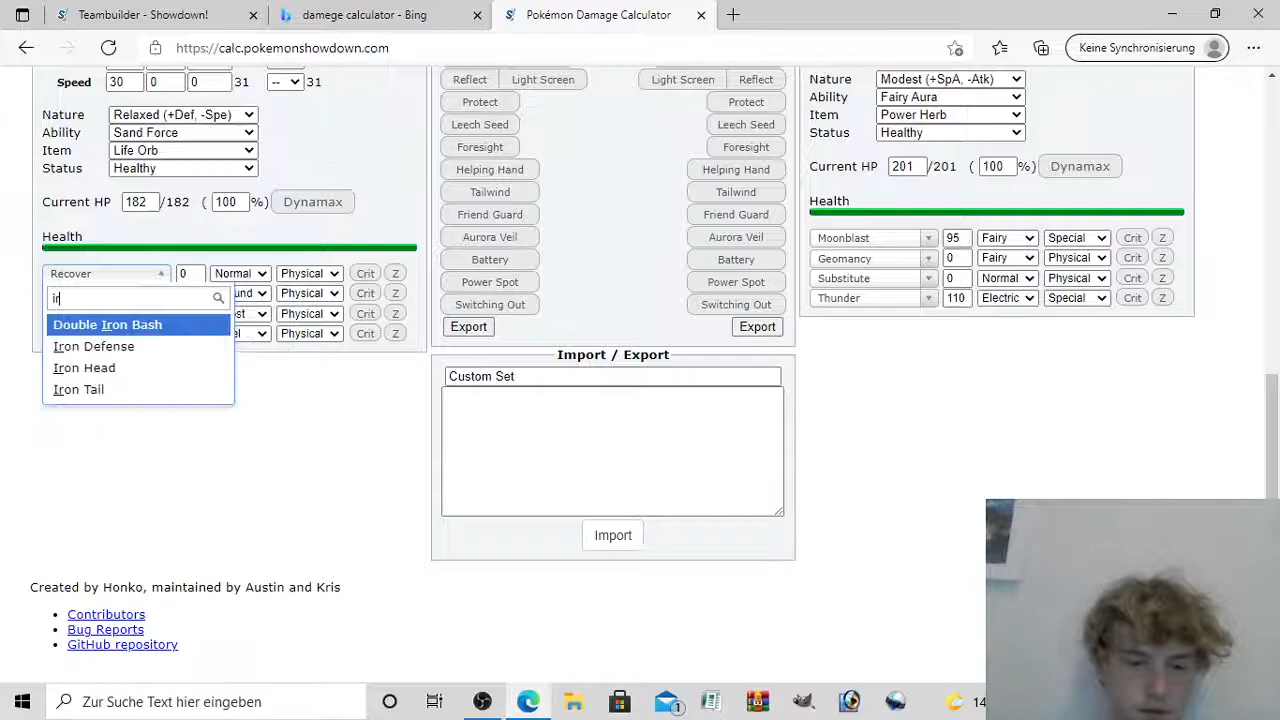 Teambuilder - Showdown!
damege calculator - Bing
Pokémon Damage Calculator
https://calc.pokemonshowdown.com
Keine Synchronisierung
Speed 30 0 0 31 -- 31
Nature Relaxed (+Def, -Spe)
Ability Sand Force
Item Life Orb
Status Healthy
Current HP 182 /182 ( 100 %) Dynamax
Health
Recover 0 Normal Physical Crit Z
ir
Double Iron Bash
Iron Defense
Iron Head
Iron Tail
und Physical Crit Z
st Physical Crit Z
el Physical Crit Z
Reflect Light Screen Light Screen Reflect
Protect Protect
Leech Seed Leech Seed
Foresight Foresight
Helping Hand Helping Hand
Tailwind Tailwind
Friend Guard Friend Guard
Aurora Veil Aurora Veil
Battery Battery
Power Spot Power Spot
Switching Out Switching Out
Export Export
Import / Export
Custom Set
Import
Nature Modest (+SpA, -Atk)
Ability Fairy Aura
Item Power Herb
Status Healthy
Current HP 201 /201 ( 100 %) Dynamax
Health
Moonblast 95 Fairy Special Crit Z
Geomancy 0 Fairy Physical Crit Z
Substitute 0 Normal Physical Crit Z
Thunder 110 Electric Special Crit Z
Created by Honko, maintained by Austin and Kris
• Contributors
• Bug Reports
• GitHub repository
Zur Suche Text hier eingeben
1
14